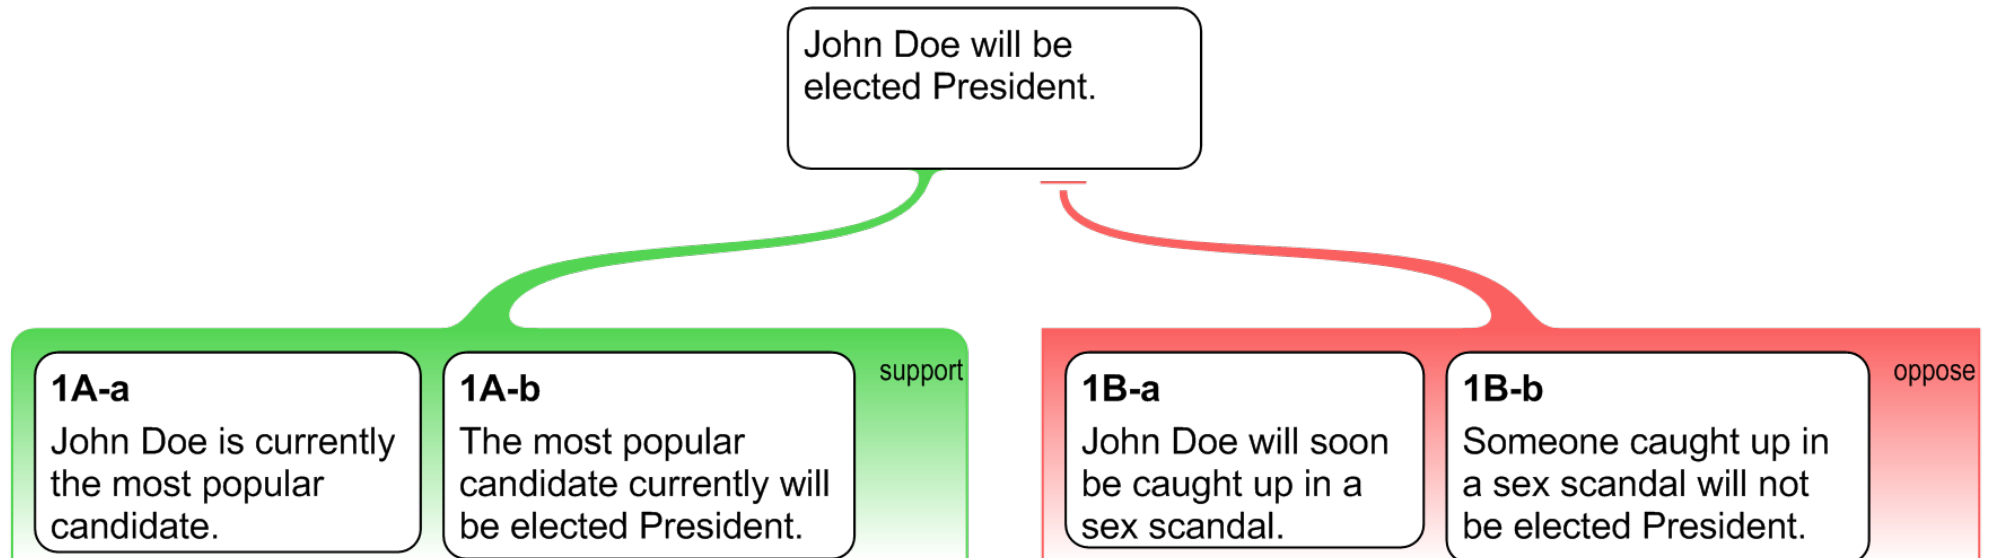 John Doe will be
elected President.
support
1A-a
John Doe is currently
the most popular
candidate.
1A-b
The most popular
candidate currently will
be elected President.
oppose
1B-a
John Doe will soon
be caught up in a
sex scandal.
1B-b
Someone caught up in
a sex scandal will not
be elected President.